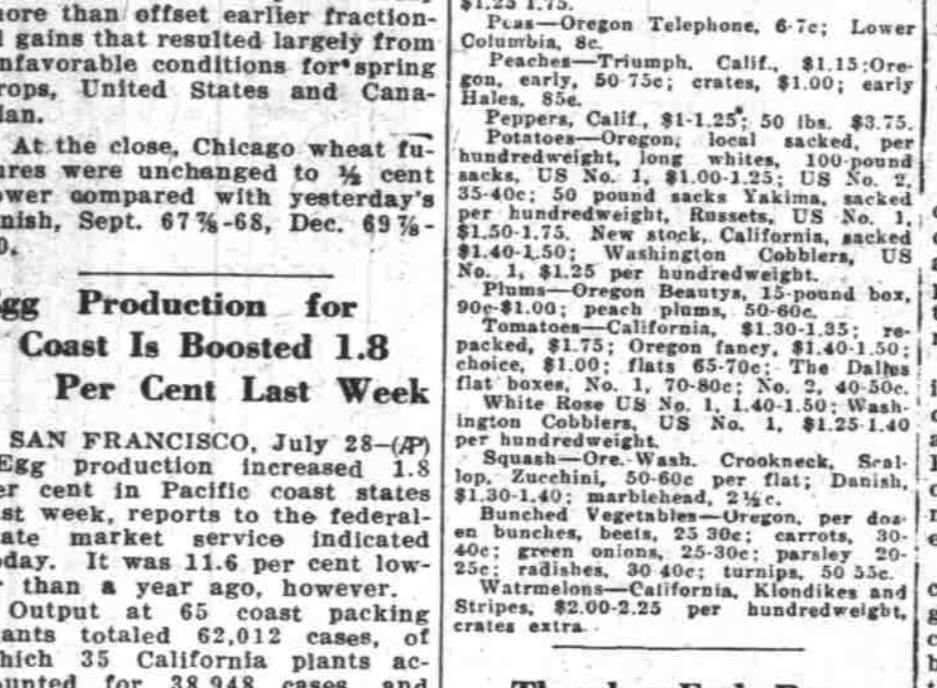 more than offset earlier fraction-
gains that resulted largely from
nfavorable conditions for spring
rops, United States and Cana-
ian.
At the close, Chicago wheat fu-
ures were unchanged to ½ cent
ower compared with yesterday's
nish, Sept. 67⅞-68, Dec. 69⅞-
0.
gg Production for
Coast Is Boosted 1.8
Per Cent Last Week
SAN FRANCISCO, July 28—(AP)
Egg production increased 1.8
er cent in Pacific coast states
st week, reports to the federal-
ate market service indicated
oday. It was 11.6 per cent low-
r than a year ago, however.
Output at 65 coast packing
ants totaled 62,012 cases, of
hich 35 California plants ac-
ounted for 38,948 cases and
$1.25 1.75.
Peas—Oregon Telephone, 6-7c; Lower
Columbia, 8c.
Peaches—Triumph, Calif., $1.15;Ore-
gon, early, 50-75c; crates, $1.00; early
Hales, 85c.
Peppers, Calif., $1-1.25; 50 lbs. $3.75.
Potatoes—Oregon, local sacked, per
hundredweight, long whites, 100-pound
sacks, US No. 1, $1.00-1.25; US No. 2,
35-40c; 50 pound sacks Yakima, sacked
per hundredweight, Russets, US No. 1,
$1.50-1.75. New stock, California, sacked
$1.40-1.50; Washington Cobblers, US
No. 1, $1.25 per hundredweight.
Plums—Oregon Beautys, 15-pound box,
90c-$1.00; peach plums, 50-60c.
Tomatoes—California, $1.30-1.35; re-
packed, $1.75; Oregon fancy, $1.40-1.50;
choice, $1.00; flats 65-70c; The Dalles
flat boxes, No. 1, 70-80c; No. 2, 40-50c.
White Rose US No. 1, 1.40-1.50; Wash-
ington Cobblers, US No. 1, $1.25-1.40
per hundredweight.
Squash—Ore.-Wash. Crookneck, Scal-
lop, Zucchini, 50-60c per flat; Danish,
$1.30-1.40; marblehead, 2½c.
Bunched Vegetables—Oregon, per doz-
en bunches, beets, 25 30c; carrots, 30-
40c; green onions, 25-30c; parsley 20-
25c; radishes, 30 40c; turnips, 50 55c.
Watrmelons—California, Klondikes and
Stripes, $2.00-2.25 per hundredweight,
crates extra.